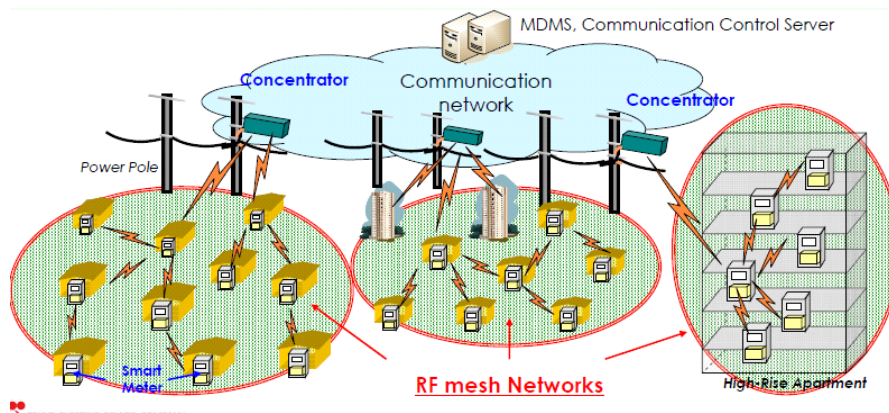 MDMS, Communication Control Server
Concentrator
Communication
network
Concentrator
Power Pole
Smart
Meter
RF mesh Networks
High-Rise Apartment